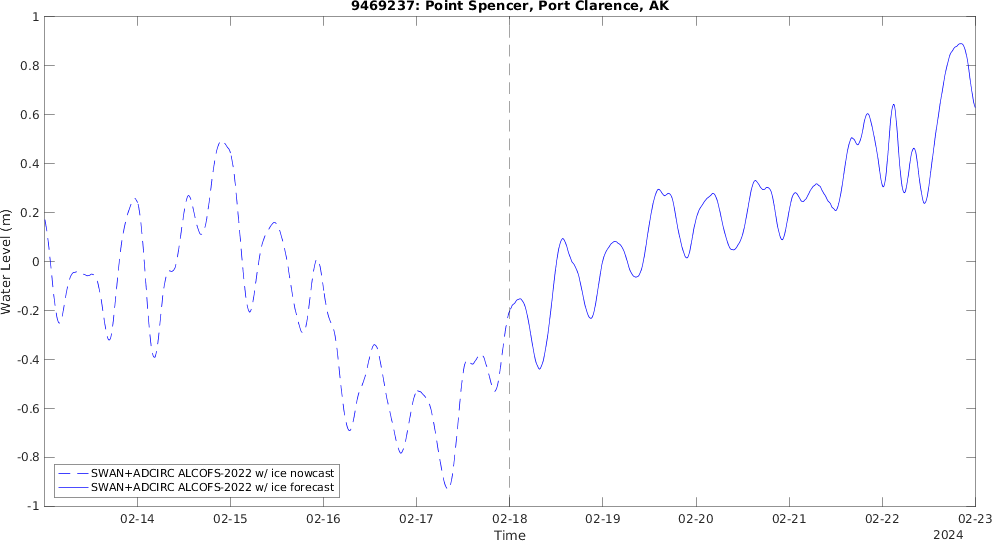 9469237: Point Spencer, Port Clarence, AK
1
0.8
0.6
0.4
0.2
0
-0.2
-0.4
-0.6
-0.8
-1
Water Level (m)
SWAN+ADCIRC ALCOFS-2022 w/ ice nowcast
SWAN+ADCIRC ALCOFS-2022 w/ ice forecast
02-14 02-15 02-16 02-17 02-18 02-19 02-20 02-21 02-22 02-23
Time
2024